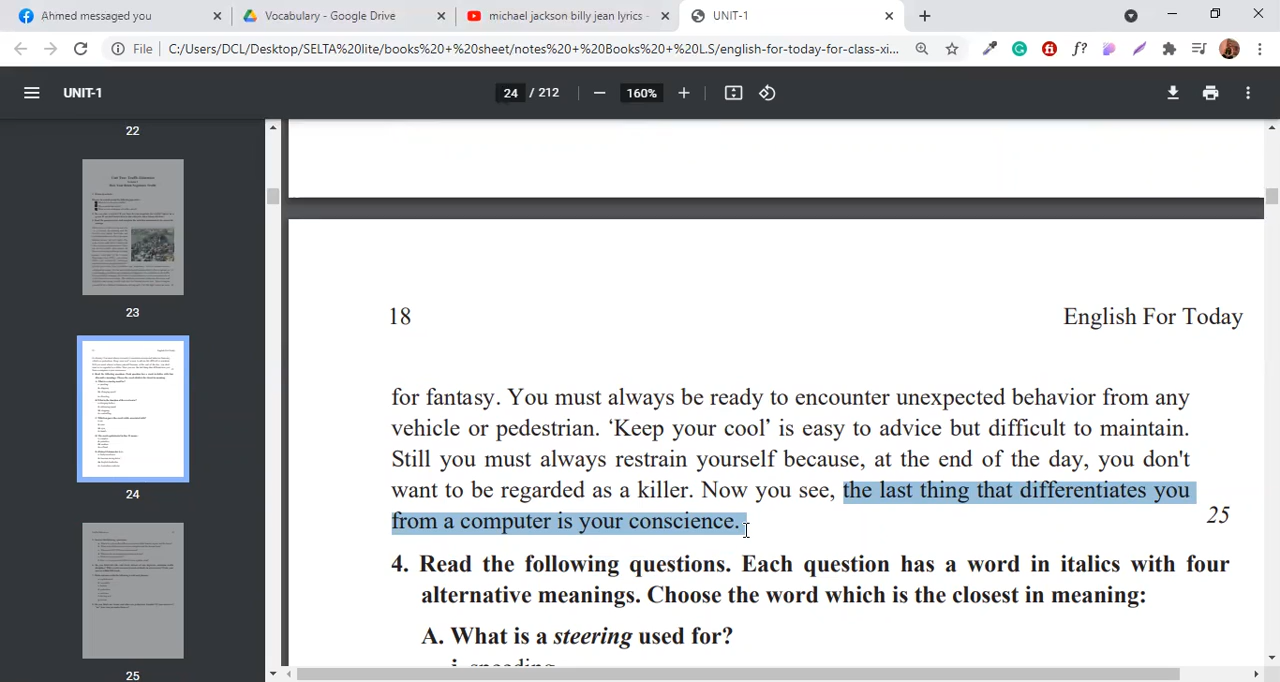 Ahmed messaged you
Vocabulary - Google Drive
michael jackson billy jean lyrics -
UNIT-1
File C:/Users/DCL/Desktop/SELTA%20lite/books%20+%20sheet/notes%20+%20Books%20+%20L.S/english-for-today-for-class-xi...
UNIT-1
24 / 212
160%
22
23
24
25
18 English For Today
for fantasy. You must always be ready to encounter unexpected behavior from any
vehicle or pedestrian. ‘Keep your cool’ is easy to advice but difficult to maintain.
Still you must always restrain yourself because, at the end of the day, you don't
want to be regarded as a killer. Now you see, the last thing that differentiates you
from a computer is your conscience.
25
4. Read the following questions. Each question has a word in italics with four
alternative meanings. Choose the word which is the closest in meaning:
A. What is a steering used for?
i. speeding